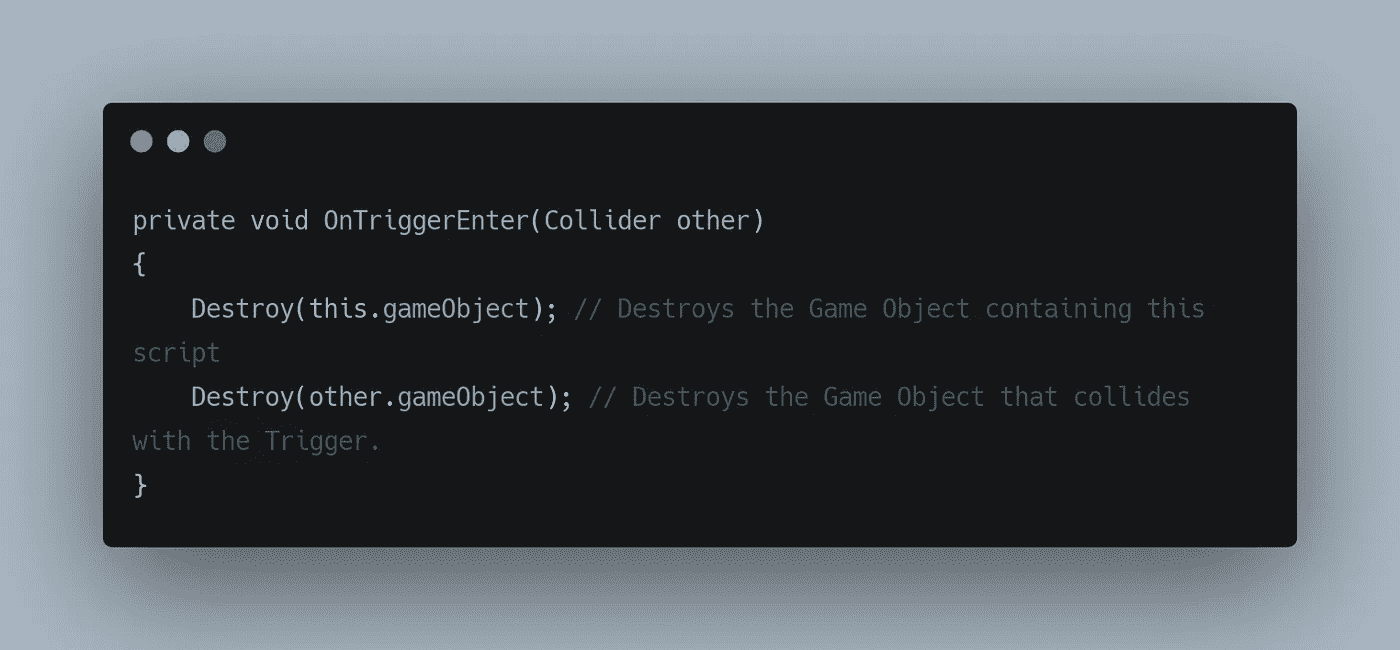 private void OnTriggerEnter(Collider other)
{
    Destroy(this.gameObject); // Destroys the Game Object containing this
script
    Destroy(other.gameObject); // Destroys the Game Object that collides
with the Trigger.
}